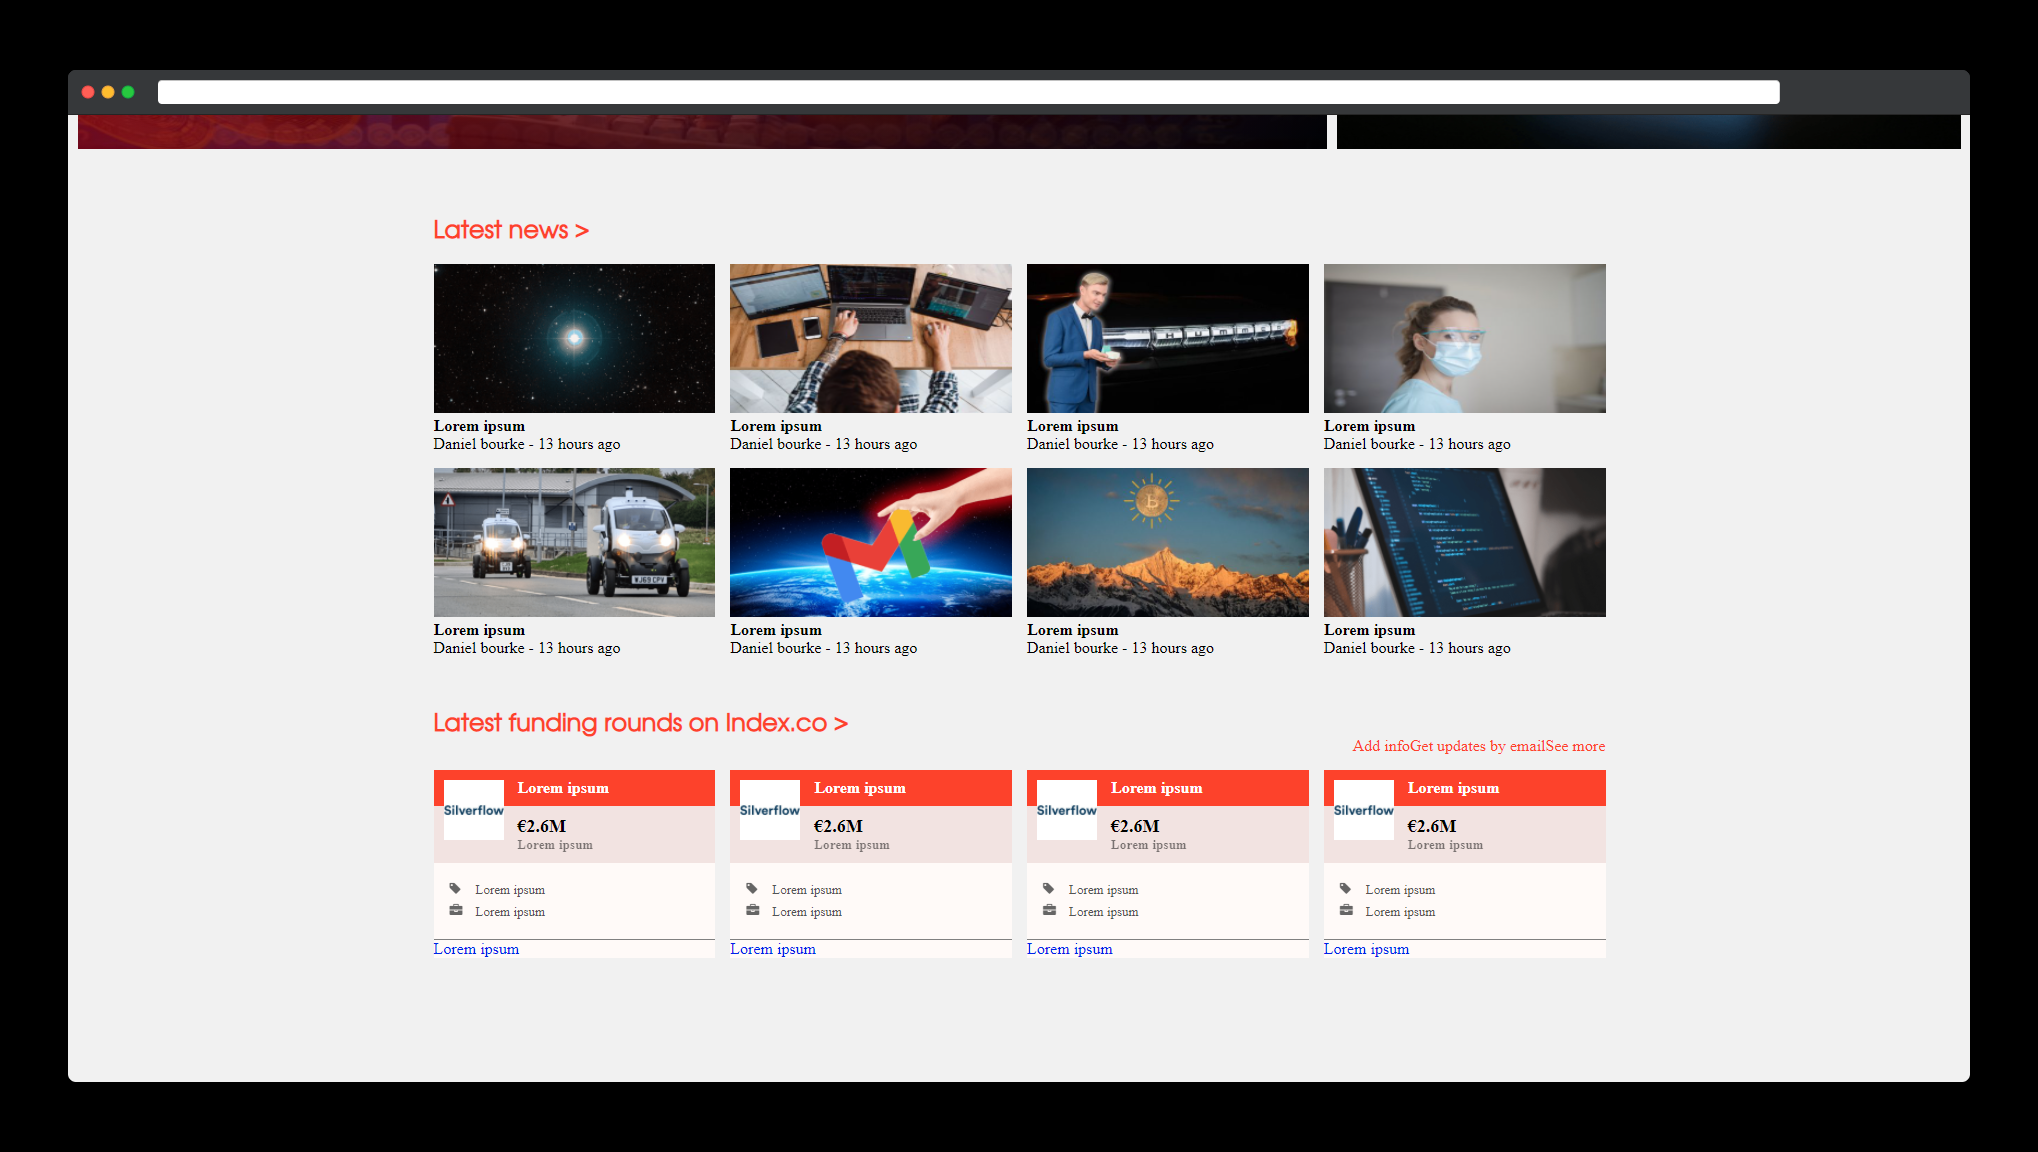 Latest news >
Lorem ipsum
Daniel bourke - 13 hours ago
Lorem ipsum
Daniel bourke - 13 hours ago
Lorem ipsum
Daniel bourke - 13 hours ago
Lorem ipsum
Daniel bourke - 13 hours ago
WJ69 CPV
Lorem ipsum
Daniel bourke - 13 hours ago
Lorem ipsum
Daniel bourke - 13 hours ago
Lorem ipsum
Daniel bourke - 13 hours ago
Lorem ipsum
Daniel bourke - 13 hours ago
Latest funding rounds on Index.co >
Add infoGet updates by emailSee more
Silverflow
Lorem ipsum
€2.6M
Lorem ipsum
Lorem ipsum
Lorem ipsum
Lorem ipsum
Silverflow
Lorem ipsum
€2.6M
Lorem ipsum
Lorem ipsum
Lorem ipsum
Lorem ipsum
Silverflow
Lorem ipsum
€2.6M
Lorem ipsum
Lorem ipsum
Lorem ipsum
Lorem ipsum
Silverflow
Lorem ipsum
€2.6M
Lorem ipsum
Lorem ipsum
Lorem ipsum
Lorem ipsum